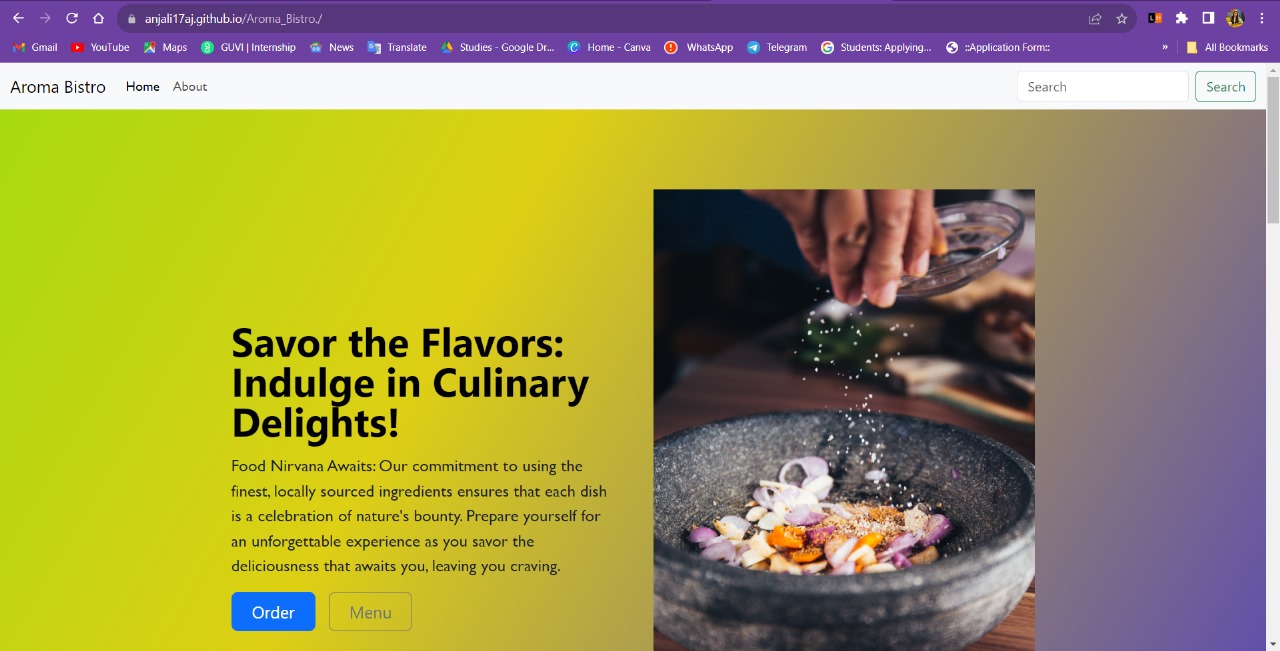 anjali17aj.github.io/Aroma_Bistro./
Gmail YouTube Maps GUVI | Internship News Translate Studies - Google Dr... Home - Canva WhatsApp Telegram Students: Applying... ::Application Form:: » All Bookmarks
Aroma Bistro Home About Search Search
Savor the Flavors:
Indulge in Culinary
Delights!
Food Nirvana Awaits: Our commitment to using the
finest, locally sourced ingredients ensures that each dish
is a celebration of nature's bounty. Prepare yourself for
an unforgettable experience as you savor the
deliciousness that awaits you, leaving you craving.
Order Menu